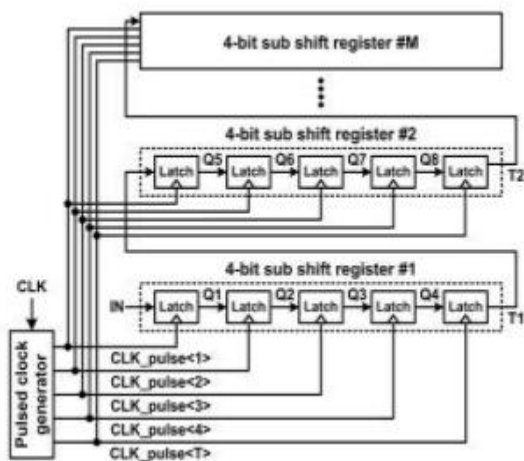 4-bit sub shift register #M
4-bit sub shift register #2
Latch Q5 Latch Q6 Latch Q7 Latch Q8 Latch
T2
4-bit sub shift register #1
IN Latch Q1 Latch Q2 Latch Q3 Latch Q4 Latch
T1
CLK
Pulsed clock
generator
CLK_pulse<1>
CLK_pulse<2>
CLK_pulse<3>
CLK_pulse<4>
CLK_pulse<T>